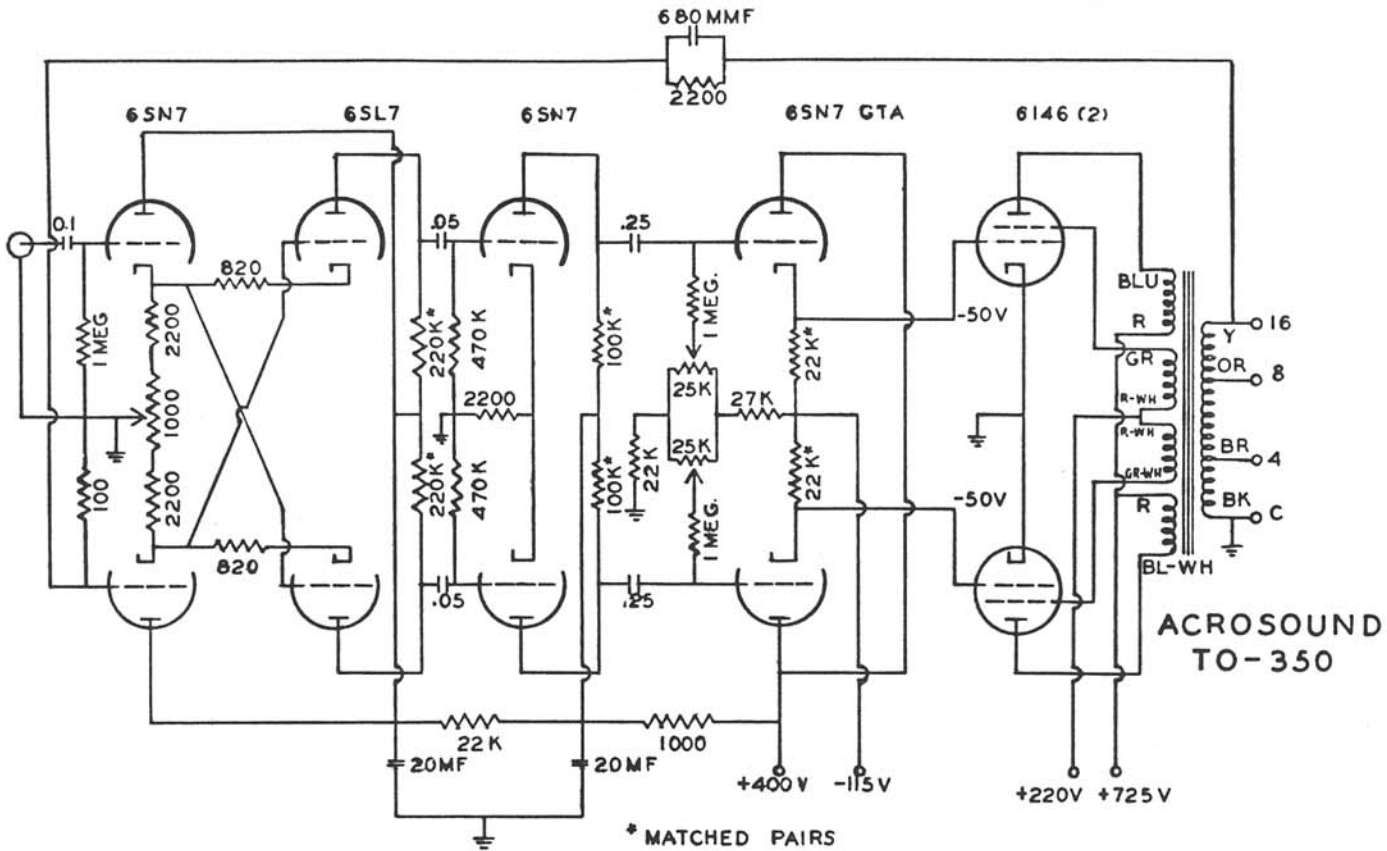 680MMF
2200
6SN7
6SL7
6SN7
6SN7 GTA
6146 (2)
0.1
820
.05
.25
1 MEG.
BLU
R
-50V
16
Y
1 MEG
2200
220K*
470K
100K*
22K*
GR
OR
8
25K
27K
R-WH
1000
2200
R-WH
25K
22K
BR
4
100
2200
220K*
470K
100K*
1 MEG.
22K*
-50V
GR-WH
R
BK
C
820
.05
.25
BL-WH
ACROSOUND
TO-350
22K
1000
20MF
20MF
+400V
-115V
+220V
+725V
* MATCHED PAIRS